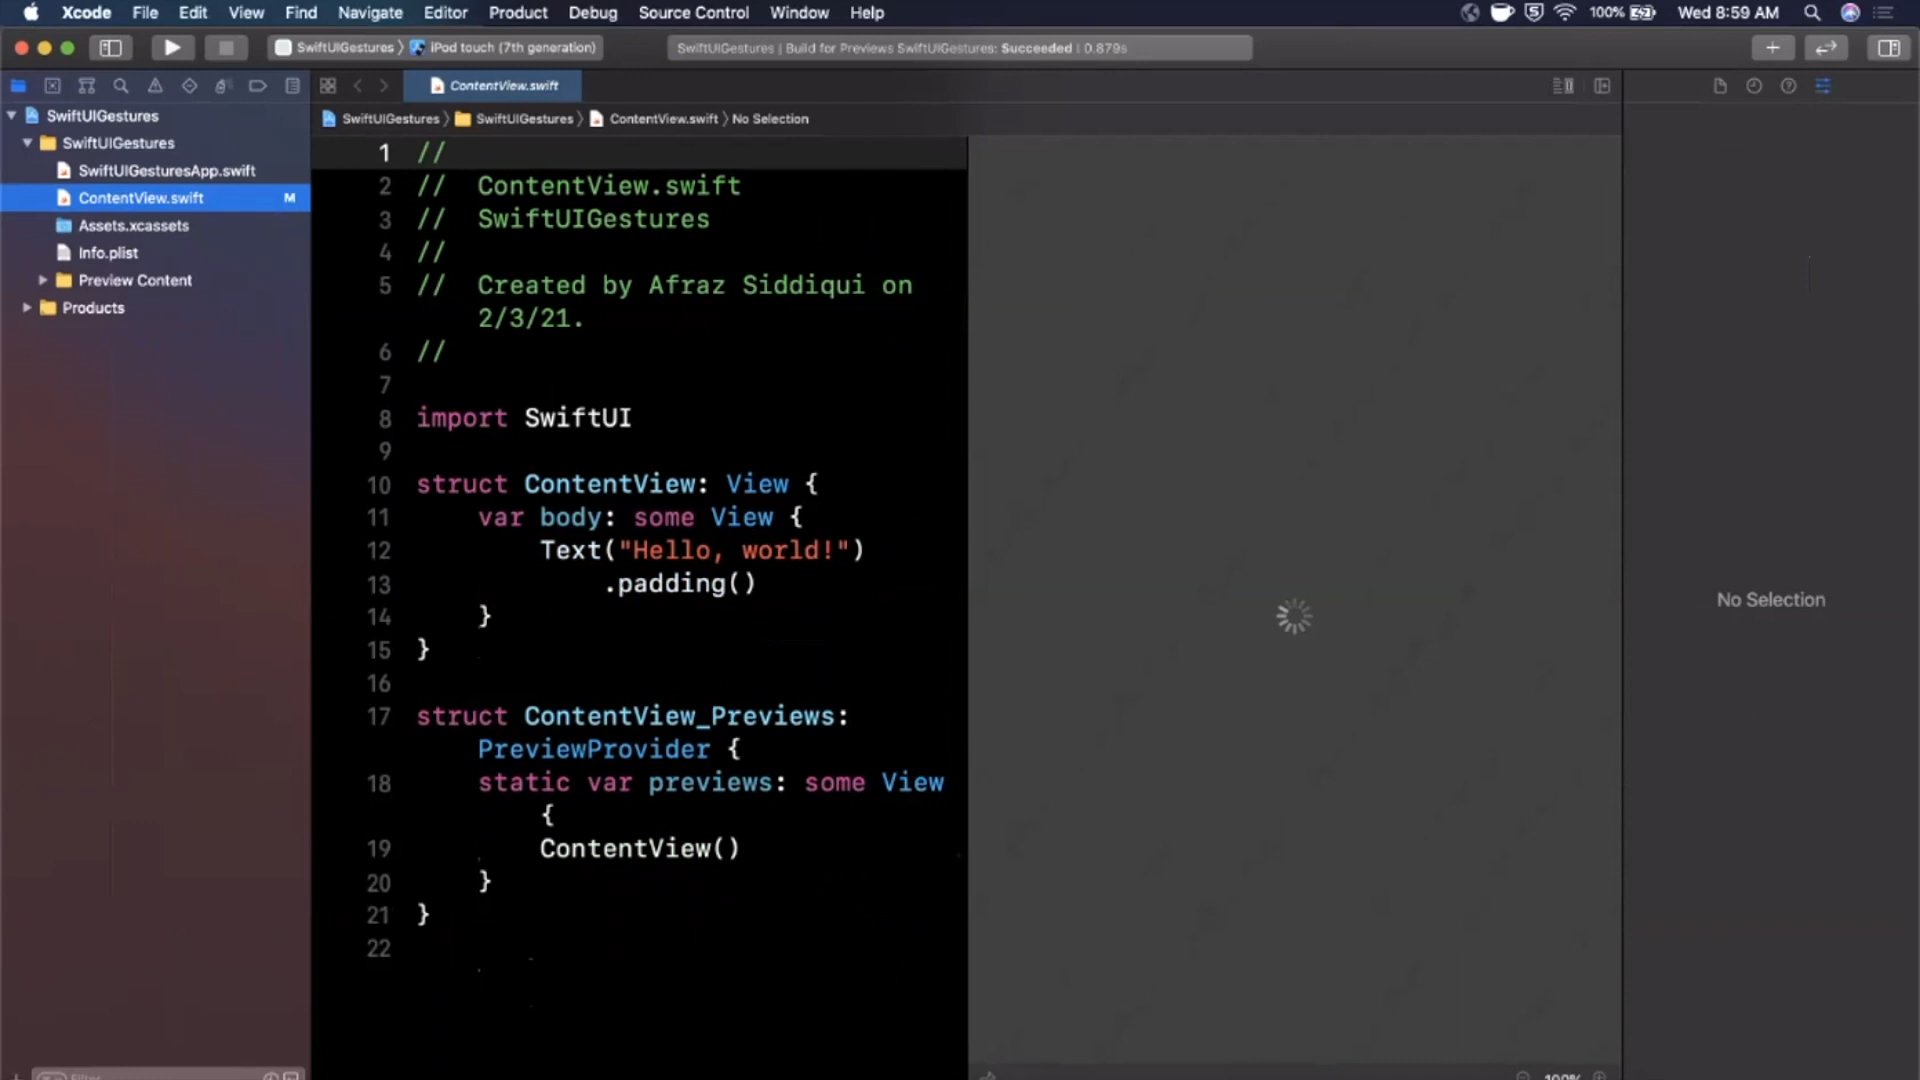 Xcode File Edit View Find Navigate Editor Product Debug Source Control Window Help 100% Wed 8:59 AM
SwiftUIGestures iPod touch (7th generation) SwiftUIGestures | Build for Previews SwiftUIGestures: Succeeded | 0.879s
ContentView.swift
SwiftUIGestures
SwiftUIGestures SwiftUIGestures ContentView.swift No Selection
SwiftUIGestures
SwiftUIGesturesApp.swift
ContentView.swift M
Assets.xcassets
Info.plist
Preview Content
Products
1 //
2 // ContentView.swift
3 // SwiftUIGestures
4 //
5 // Created by Afraz Siddiqui on
2/3/21.
6 //
7
8 import SwiftUI
9
10 struct ContentView: View {
11 var body: some View {
12 Text("Hello, world!")
13 .padding()
14 }
15 }
16
17 struct ContentView_Previews:
PreviewProvider {
18 static var previews: some View
{
19 ContentView()
20 }
21 }
22
No Selection
Filter
100%